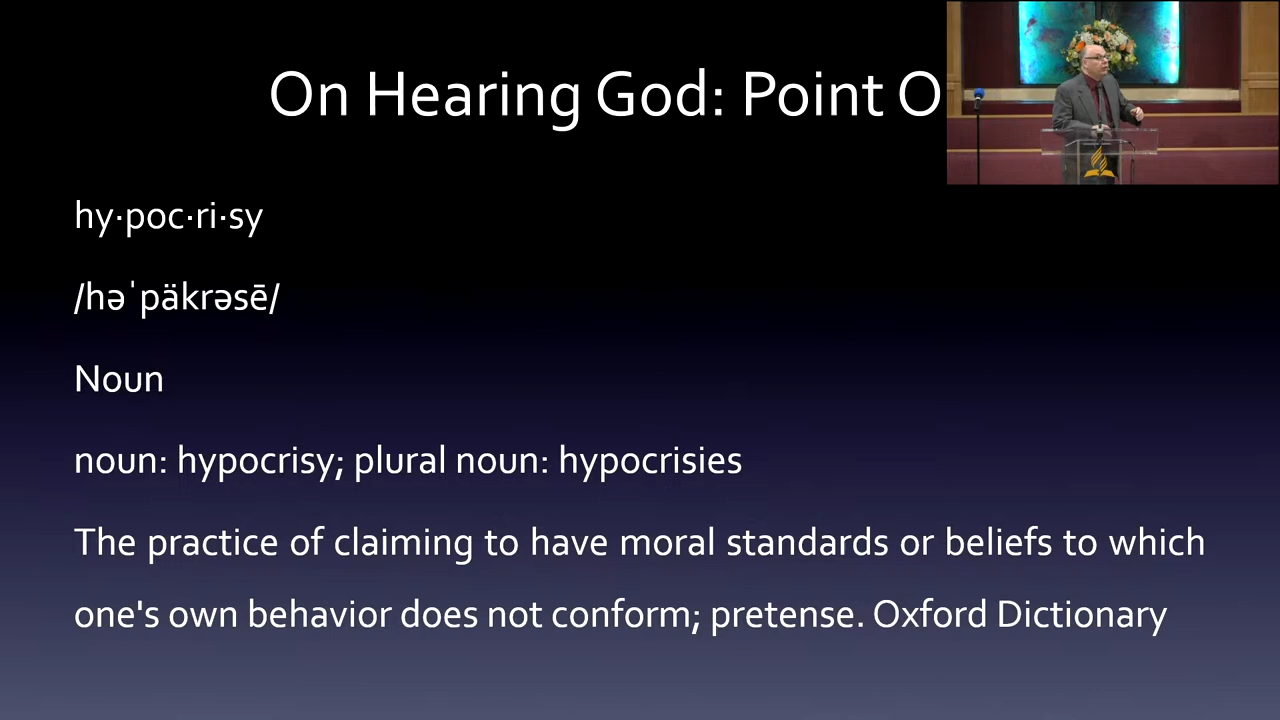 On Hearing God: Point
hy·poc·ri·sy
/həˈpäkrəsē/
Noun
noun: hypocrisy; plural noun: hypocrisies
The practice of claiming to have moral standards or beliefs to which
one's own behavior does not conform; pretense. Oxford Dictionary